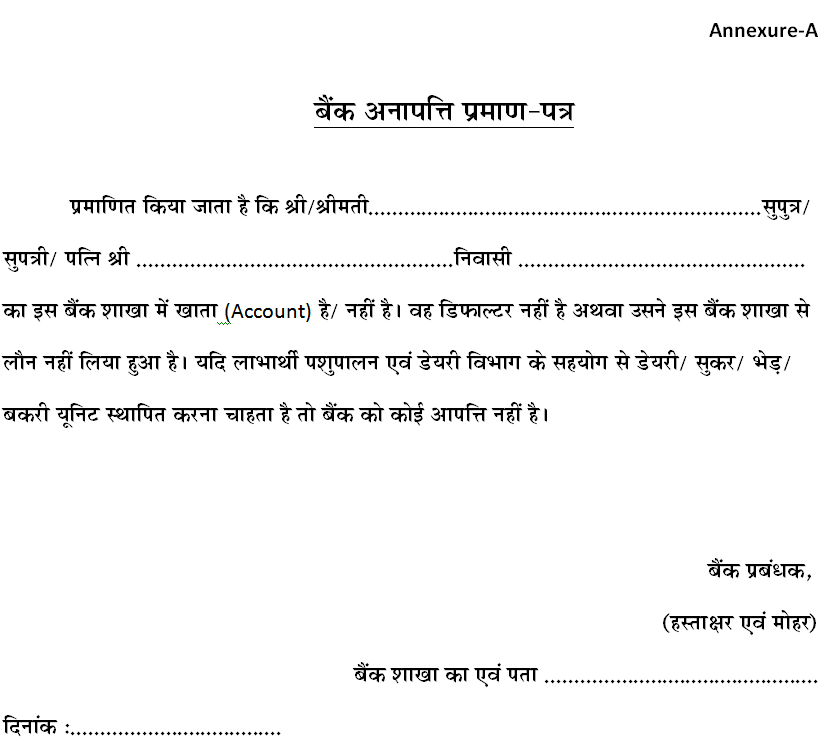 Annexure-A
बैंक अनापत्ति प्रमाण-पत्र
प्रमाणित किया जाता है कि श्री/श्रीमती..................................................................सुपुत्र/
सुपत्री/ पत्नि श्री .....................................................निवासी ................................................
का इस बैंक शाखा में खाता (Account) है/ नहीं है। वह डिफाल्टर नहीं है अथवा उसने इस बैंक शाखा से
लौन नहीं लिया हुआ है। यदि लाभार्थी पशुपालन एवं डेयरी विभाग के सहयोग से डेयरी/ सुकर/ भेड़/
बकरी यूनिट स्थापित करना चाहता है तो बैंक को कोई आपत्ति नहीं है।
बैंक प्रबंधक,
(हस्ताक्षर एवं मोहर)
बैंक शाखा का एवं पता ..............................................
दिनांक :...................................